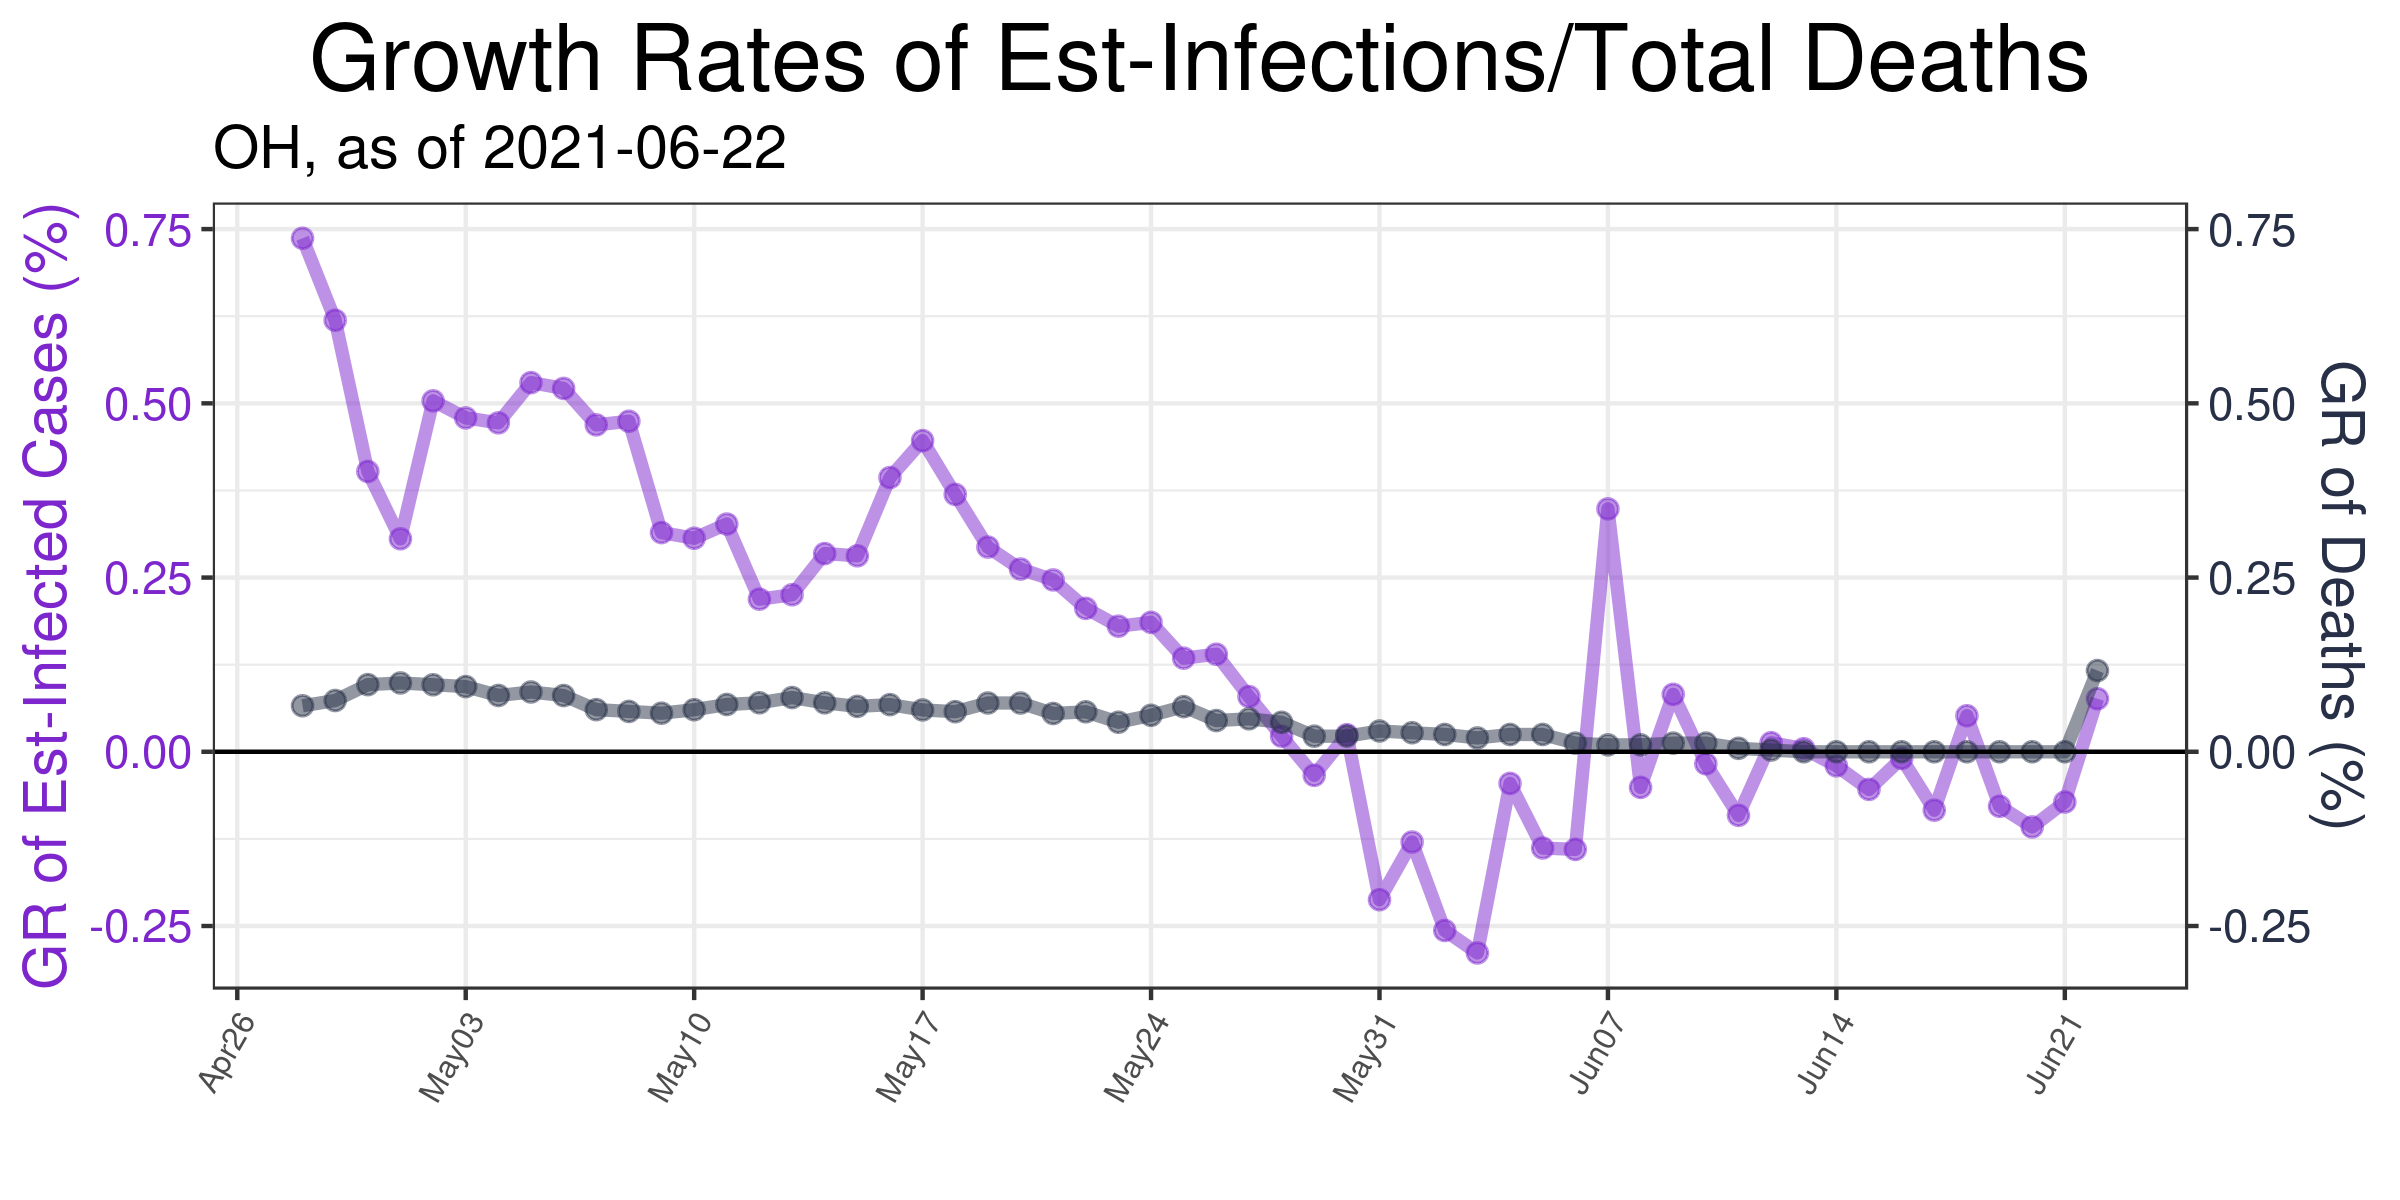 Growth Rates of Est-Infections/Total Deaths
OH, as of 2021-06-22
GR of Est-Infected Cases (%)
0.75
0.50
0.25
0.00
-0.25
0.75
0.50
0.25
0.00
-0.25
GR of Deaths (%)
Apr26
May03
May10
May17
May24
May31
Jun07
Jun14
Jun21